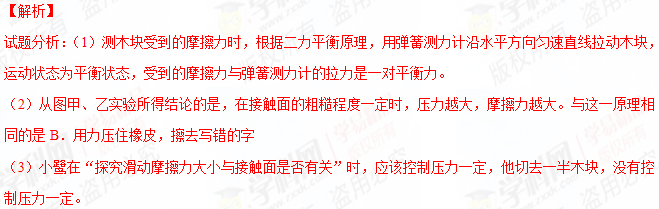 【解析】
试题分析：（1）测木块受到的摩擦力时，根据二力平衡原理，用弹簧测力计沿水平方向匀速直线拉动木块，
运动状态为平衡状态，受到的摩擦力与弹簧测力计的拉力是一对平衡力。
（2）从图甲、乙实验所得结论的是，在接触面的粗糙程度一定时，压力越大，摩擦力越大。与这一原理相
同的是 B．用力压住橡皮，擦去写错的字
（3）小鹭在“探究滑动摩擦力大小与接触面是否有关”时，应该控制压力一定，他切去一半木块，没有控
制压力一定。